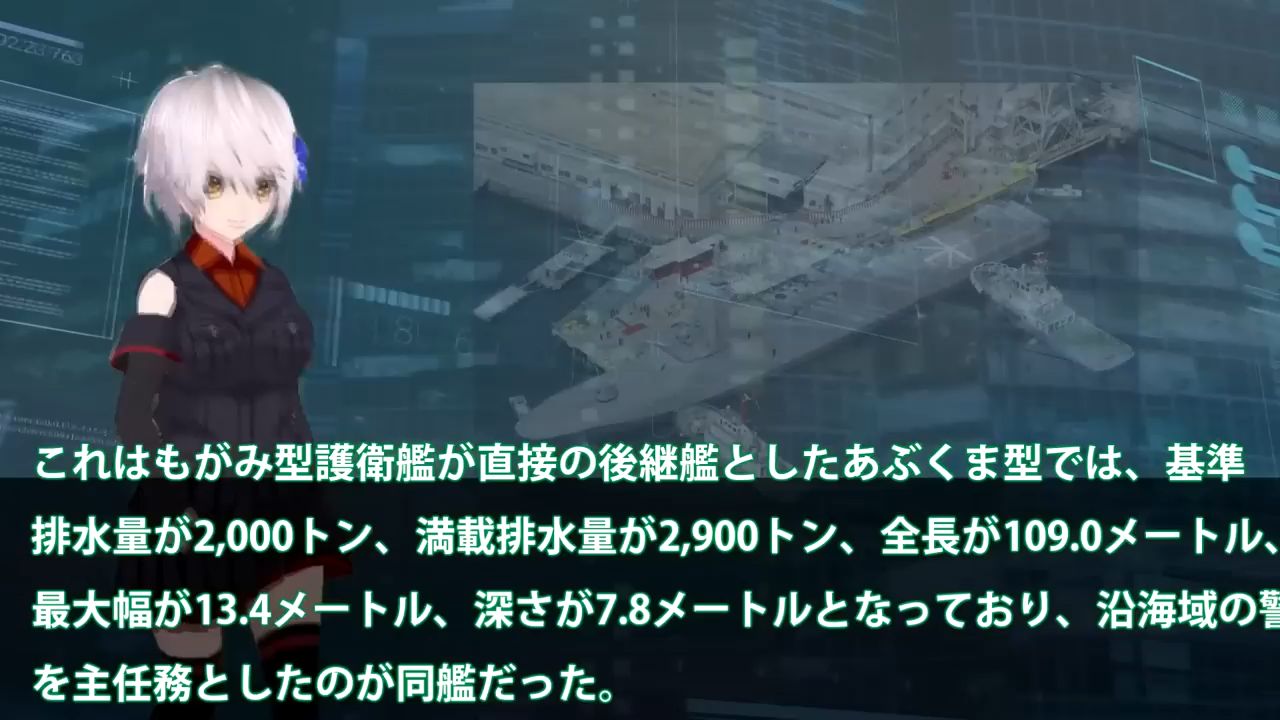 これはもがみ型護衛艦が直接の後継艦としたあぶくま型では、基準
排水量が2,000トン、満載排水量が2,900トン、全長が109.0メートル、
最大幅が13.4メートル、深さが7.8メートルとなっており、沿海域の警
を主任務としたのが同艦だった。